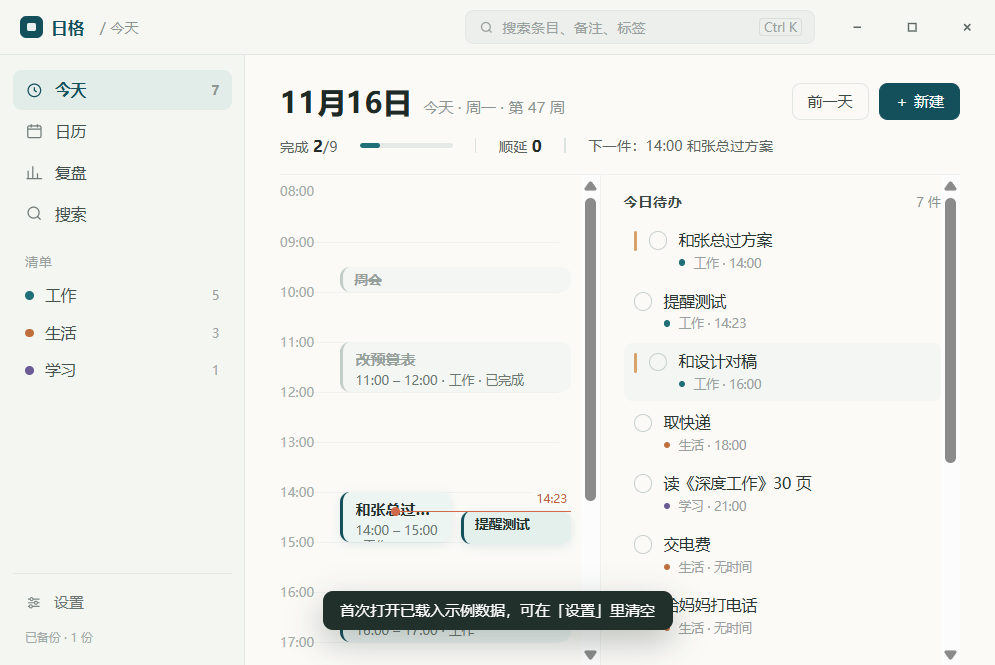 日格 / 今天
搜索条目、备注、标签 Ctrl K
今天 7
日历
复盘
搜索
清单
工作 5
生活 3
学习 1
设置
已备份 · 1 份
11月16日 今天 · 周一 · 第 47 周
前一天
+ 新建
完成 2/9
顺延 0
下一件：14:00 和张总过方案
08:00
09:00
周会
10:00
11:00
改预算表
11:00 – 12:00 · 工作 · 已完成
12:00
13:00
14:00
14:23
和张总过…
14:00 – 15:00
提醒测试
15:00
16:00
16:00 – 17:00 · 工作
17:00
今日待办 7 件
和张总过方案
工作 · 14:00
提醒测试
工作 · 14:23
和设计对稿
工作 · 16:00
取快递
生活 · 18:00
读《深度工作》30 页
学习 · 21:00
交电费
生活 · 无时间
给妈妈打电话
生活 · 无时间
首次打开已载入示例数据，可在「设置」里清空